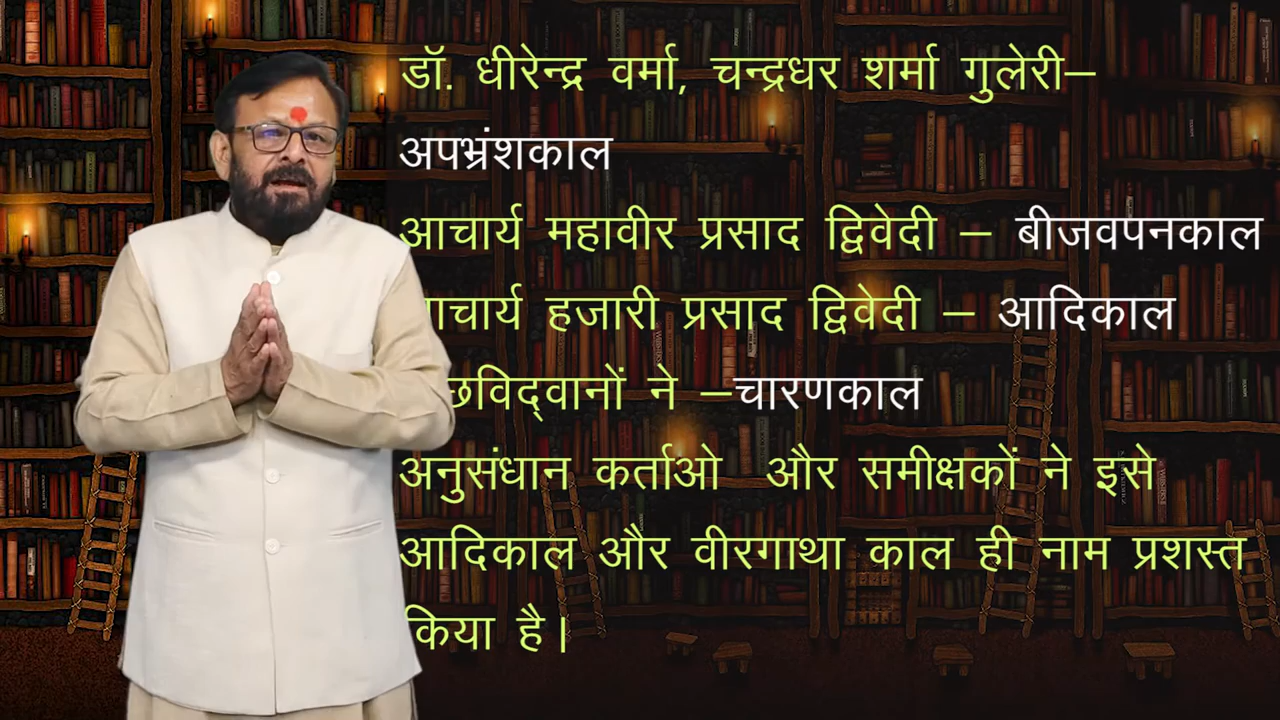 डॉ. धीरेन्द्र वर्मा, चन्द्रधर शर्मा गुलेरी–
अपभ्रंशकाल
आचार्य महावीर प्रसाद द्विवेदी – बीजवपनकाल
हजारी प्रसाद द्विवेदी – आदिकाल
ने –चारणकाल
अनुसंधान कर्ताओ और समीक्षकों ने इसे
आदिकाल और वीरगाथा काल ही नाम प्रशस्त
किया है।